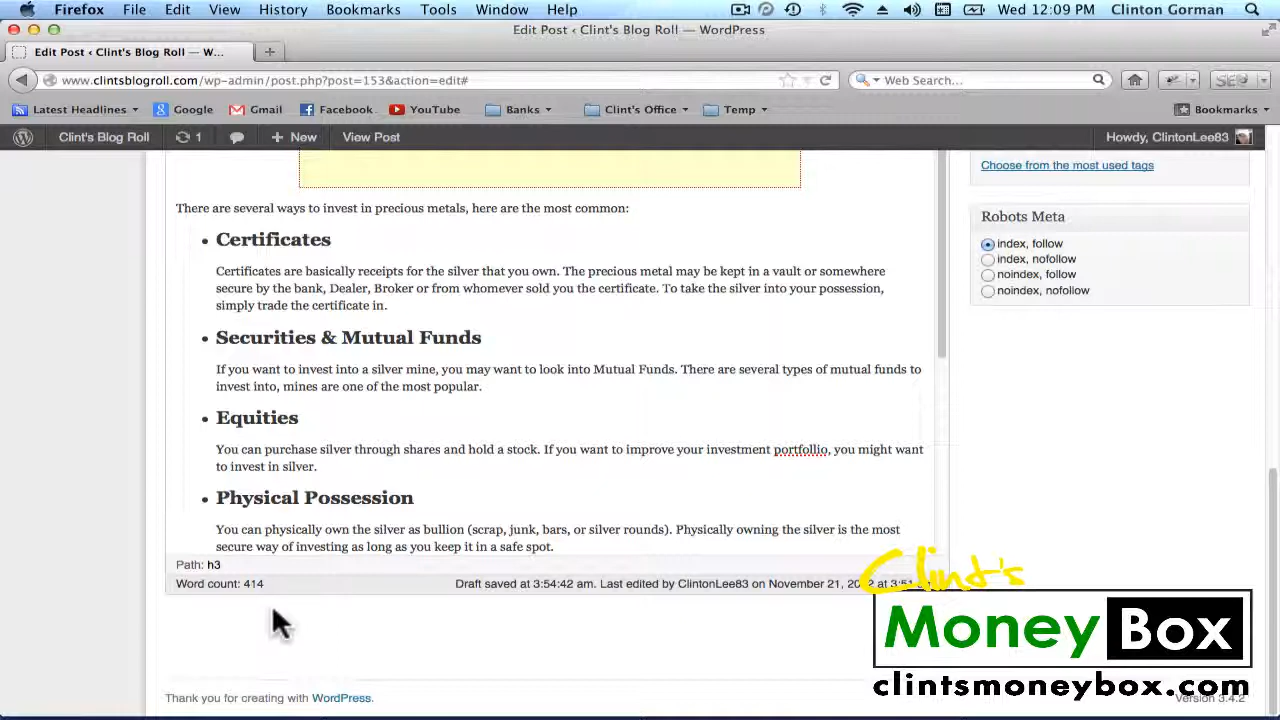 Firefox File Edit View History Bookmarks Tools Window Help Wed 12:09 PM Clinton Gorman
Edit Post ‹ Clint's Blog Roll — WordPress
Edit Post ‹ Clint's Blog Roll — W...
www.clintsblogroll.com/wp-admin/post.php?post=153&action=edit# Web Search... SEO
Latest Headlines Google Gmail Facebook YouTube Banks Clint's Office Temp Bookmarks
Clint's Blog Roll 1 + New View Post Howdy, ClintonLee83
Choose from the most used tags
There are several ways to invest in precious metals, here are the most common:
Robots Meta
• Certificates
index, follow
index, nofollow
noindex, follow
noindex, nofollow
Certificates are basically receipts for the silver that you own. The precious metal may be kept in a vault or somewhere
secure by the bank, Dealer, Broker or from whomever sold you the certificate. To take the silver into your possession,
simply trade the certificate in.
• Securities & Mutual Funds
If you want to invest into a silver mine, you may want to look into Mutual Funds. There are several types of mutual funds to
invest into, mines are one of the most popular.
• Equities
You can purchase silver through shares and hold a stock. If you want to improve your investment portfollio, you might want
to invest in silver.
• Physical Possession
You can physically own the silver as bullion (scrap, junk, bars, or silver rounds). Physically owning the silver is the most
secure way of investing as long as you keep it in a safe spot.
Path: h3
Word count: 414 Draft saved at 3:54:42 am. Last edited by ClintonLee83 on November 21, 2012 at 3:51
Clint's
MoneyBox
clintsmoneybox.com
Thank you for creating with WordPress. Version 3.4.2